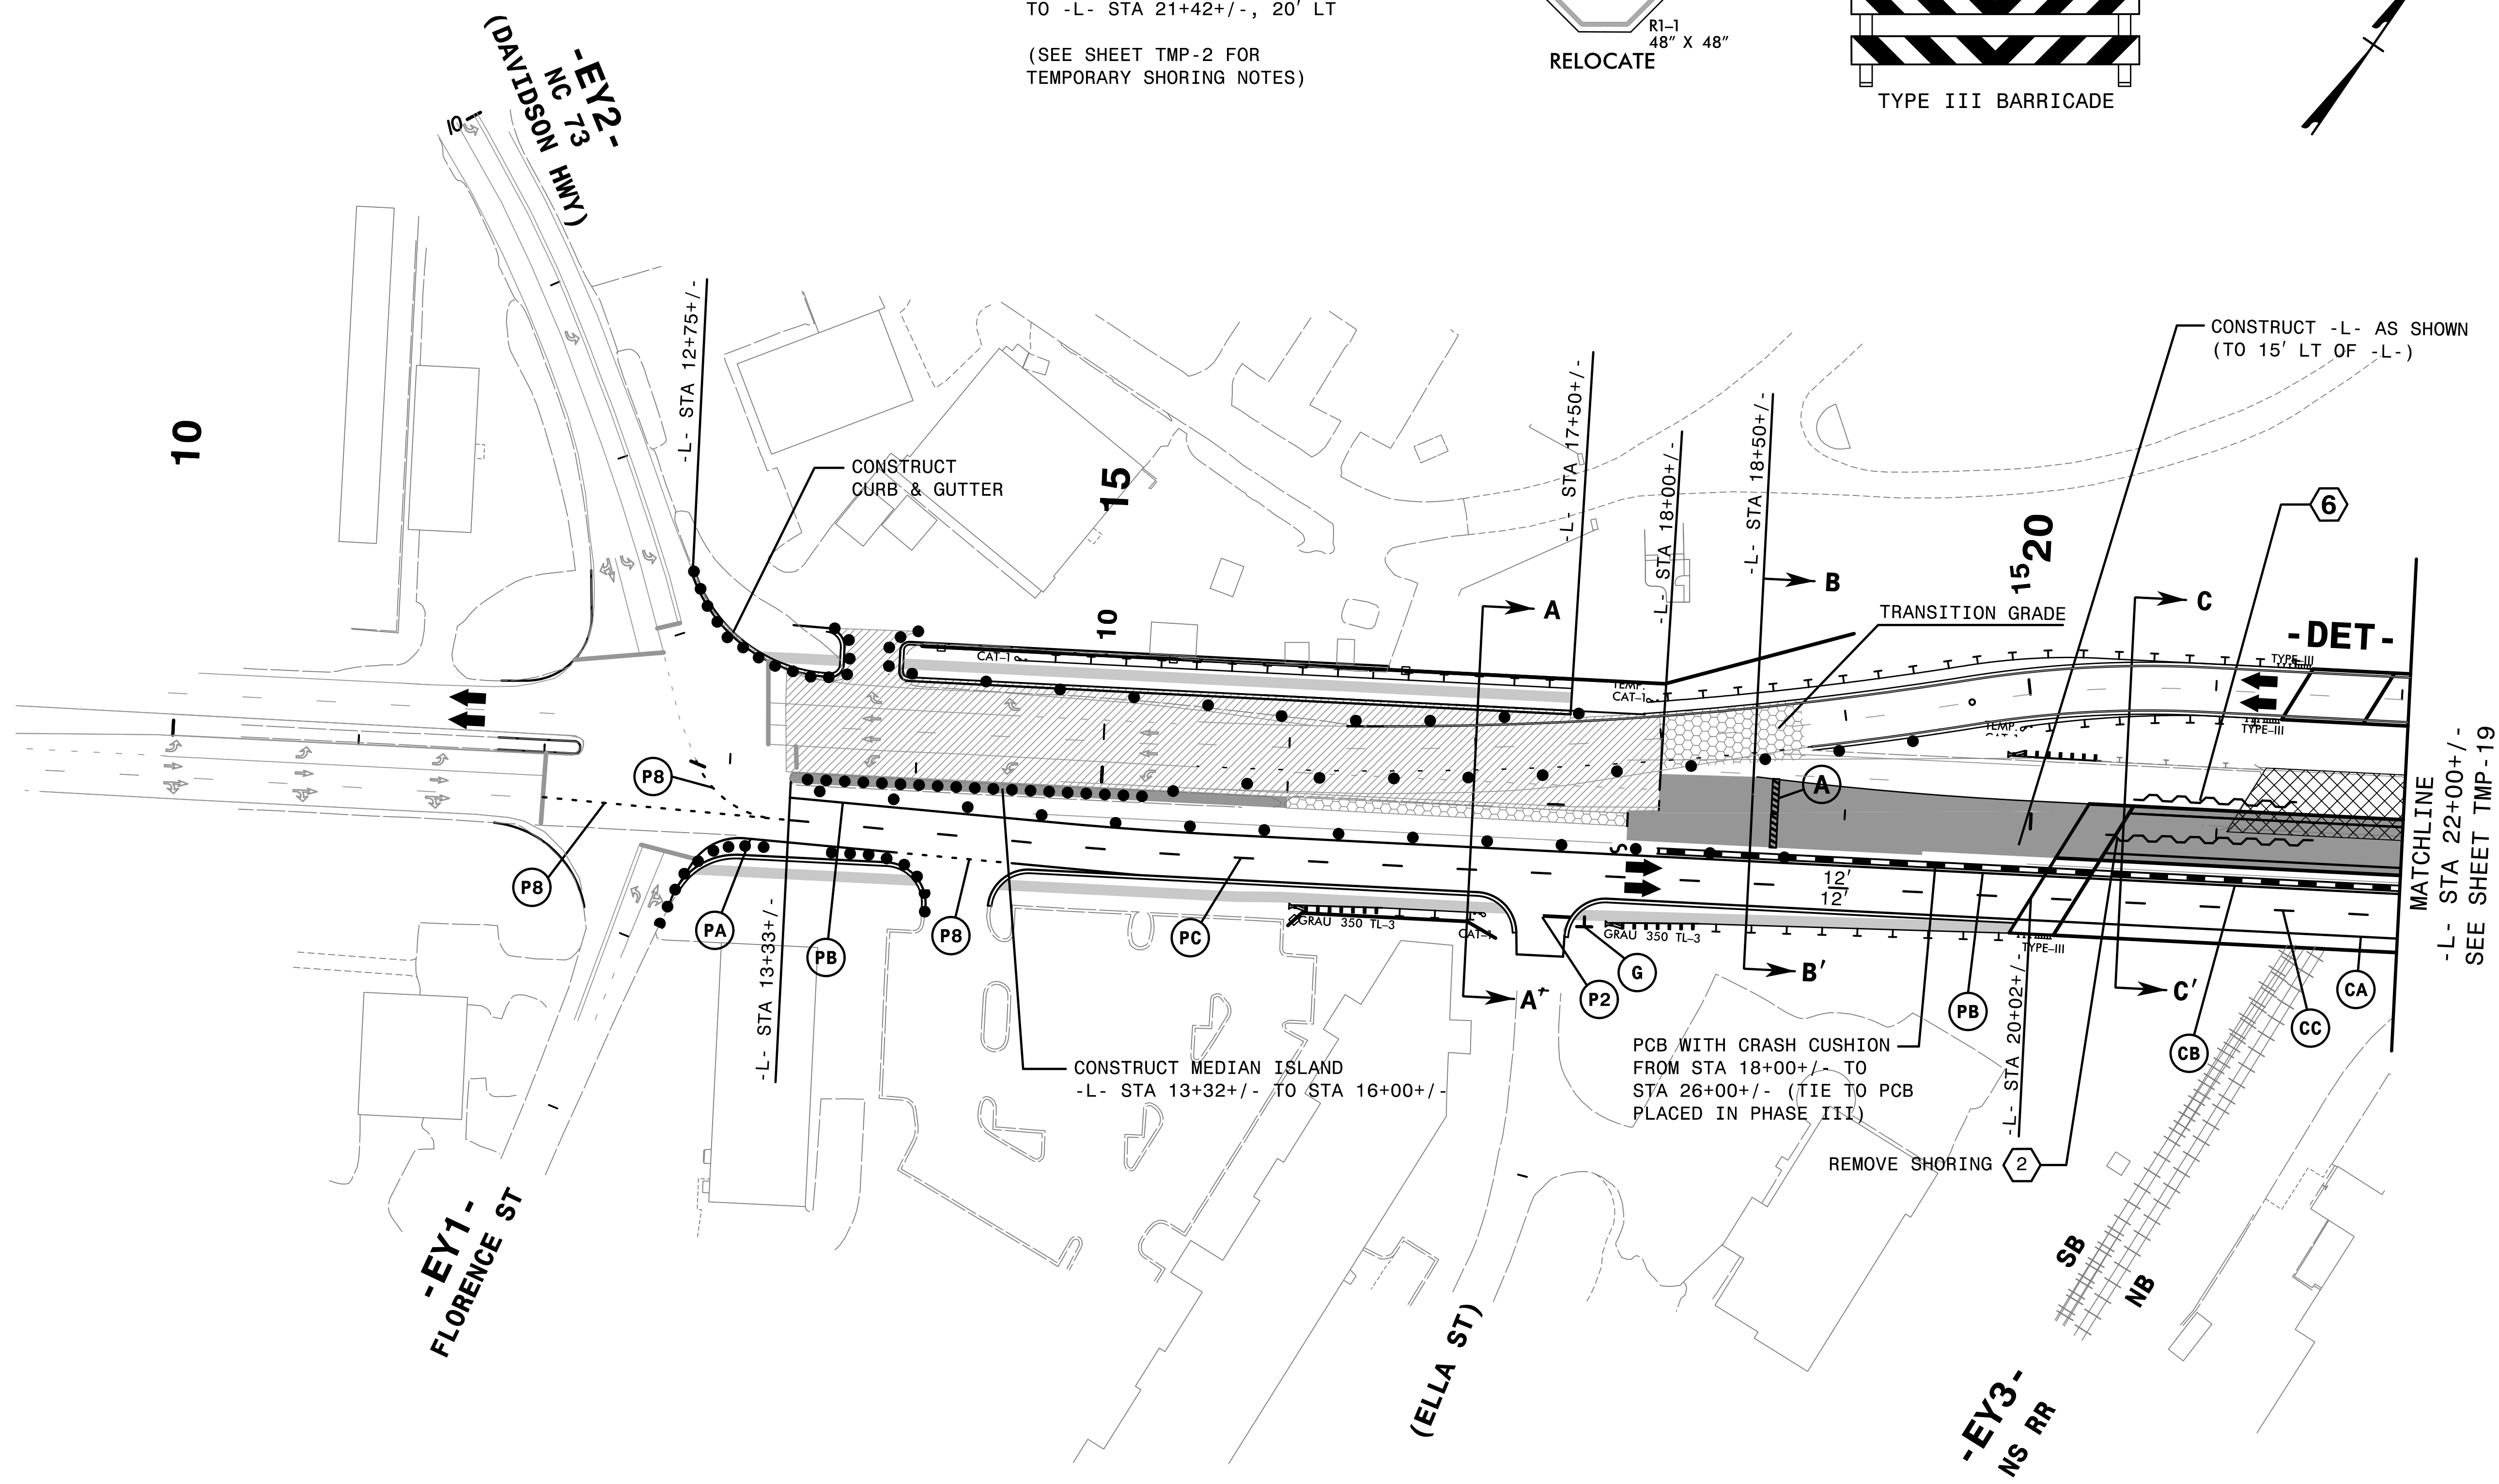 TO -L- STA 21+42+/-, 20' LT
(SEE SHEET TMP-2 FOR
TEMPORARY SHORING NOTES)
R1-1
48" X 48"
RELOCATE
TYPE III BARRICADE
-EY2-
NC 73
(DAVIDSON HWY)
10
10
-L- STA 12+75+/-
CONSTRUCT
CURB & GUTTER
15
10
-L- STA 17+50+/-
-L- STA 18+00+/-
-L- STA 18+50+/-
CONSTRUCT -L- AS SHOWN
(TO 15' LT OF -L-)
6
20
15
A
B
C
TRANSITION GRADE
-DET-
TYPE-III
TYPE-III
CAT-1
TEMP.
CAT-1
TEMP.
P8
A
12'
12'
MATCHLINE
-L- STA 22+00+/-
SEE SHEET TMP-19
P8
PA
PB
P8
PC
GRAU 350 TL-3
CAT-1
GRAU 350 TL-3
TYPE-III
-L- STA 13+33+/-
A'
P2
G
B'
PB
C'
CB
CC
CA
-L- STA 20+02+/-
CONSTRUCT MEDIAN ISLAND
-L- STA 13+32+/- TO STA 16+00+/-
PCB WITH CRASH CUSHION
FROM STA 18+00+/- TO
STA 26+00+/- (TIE TO PCB
PLACED IN PHASE III)
REMOVE SHORING 2
-EY1-
FLORENCE ST
(ELLA ST)
SB
NB
-EY3-
NS RR